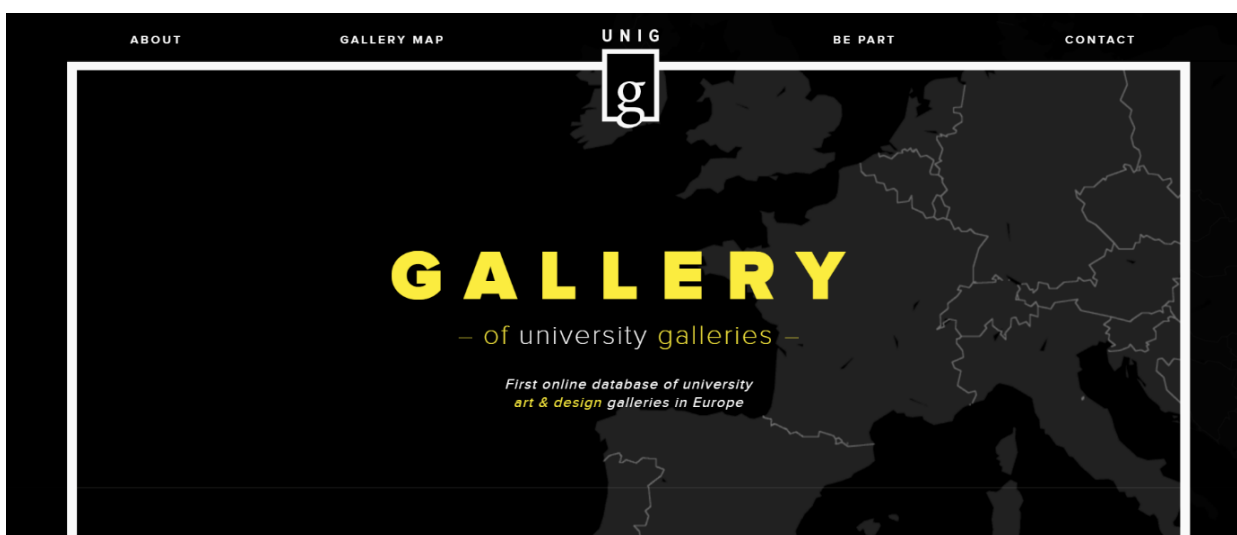 ABOUT
GALLERY MAP
UNIG
g
BE PART
CONTACT
GALLERY
– of university galleries –
First online database of university
art & design galleries in Europe